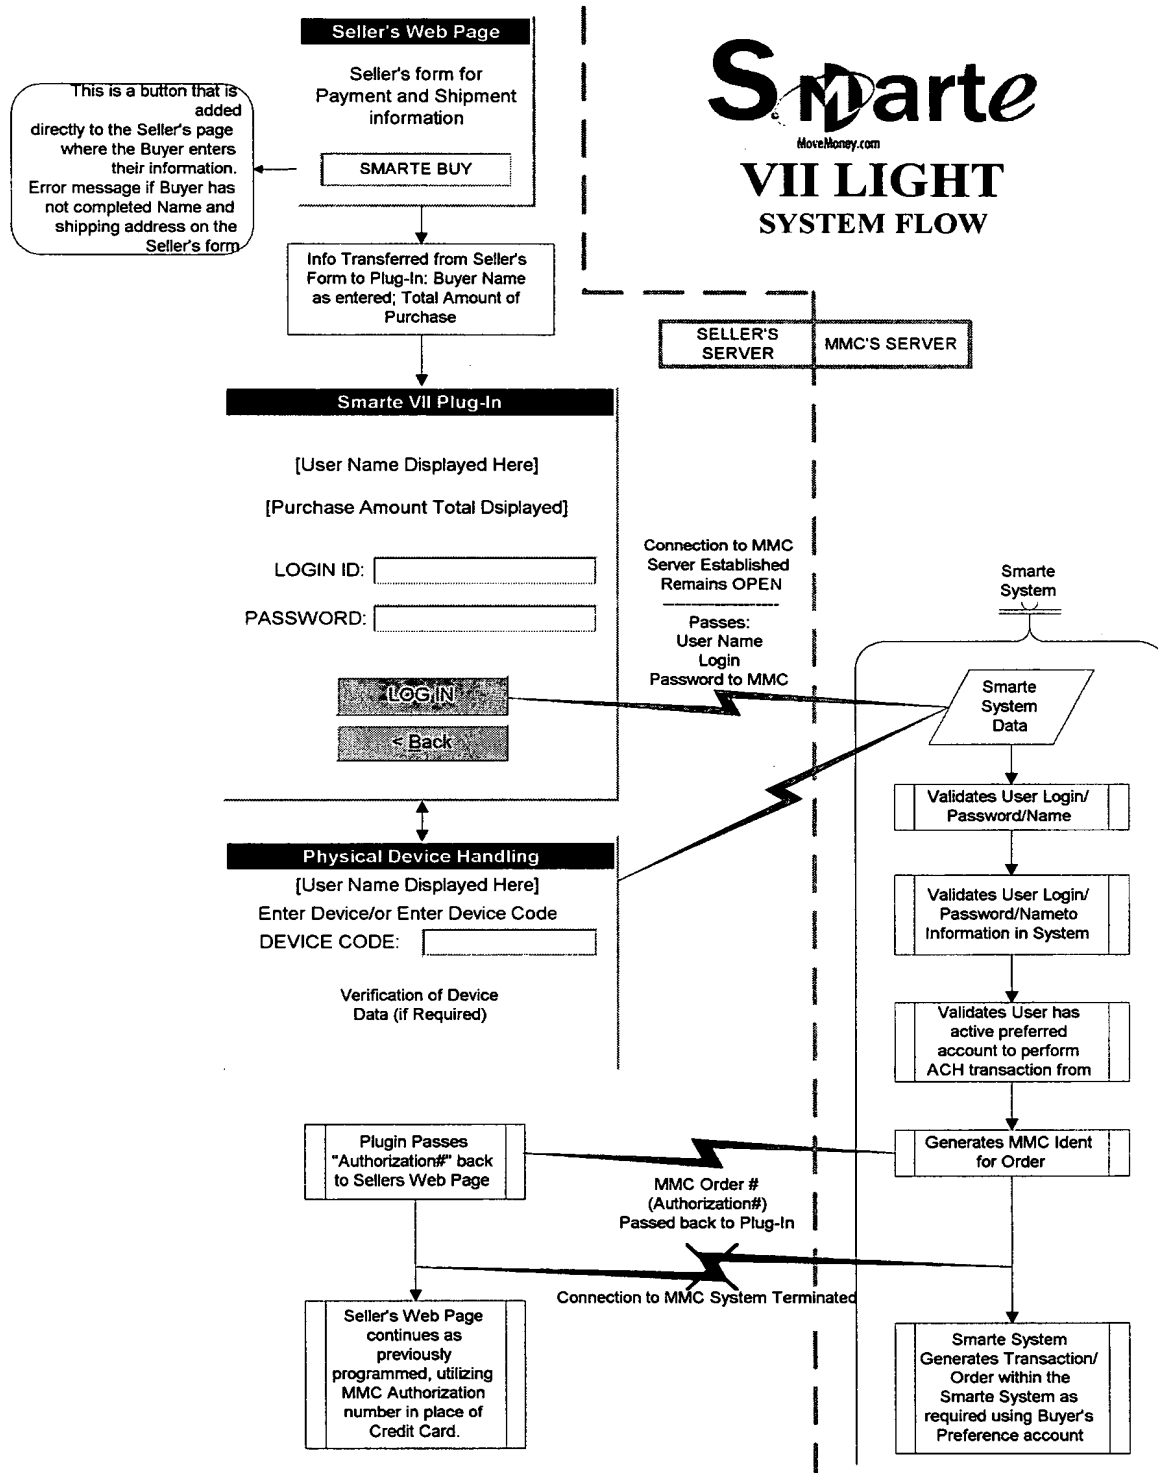 Seller's Web Page
Seller's form for
Payment and Shipment
information
SMARTE BUY
This is a button that is
added
directly to the Seller's page
where the Buyer enters
their information.
Error message if Buyer has
not completed Name and
shipping address on the
Seller's form
Smarte
MoveMoney.com
VII LIGHT
SYSTEM FLOW
Info Transferred from Seller's
Form to Plug-In: Buyer Name
as entered; Total Amount of
Purchase
SELLER'S
SERVER
MMC'S SERVER
Smarte VII Plug-In
[User Name Displayed Here]
[Purchase Amount Total Dsiplayed]
LOGIN ID:
PASSWORD:
LOG IN
< Back
Connection to MMC
Server Established
Remains OPEN
Passes:
User Name
Login
Password to MMC
Smarte
System
Smarte
System
Data
Validates User Login/
Password/Name
Physical Device Handling
[User Name Displayed Here]
Enter Device/or Enter Device Code
DEVICE CODE:
Verification of Device
Data (if Required)
Validates User Login/
Password/Nameto
Information in System
Validates User has
active preferred
account to perform
ACH transaction from
Generates MMC Ident
for Order
Plugin Passes
"Authorization#" back
to Sellers Web Page
MMC Order #
(Authorization#)
Passed back to Plug-In
Connection to MMC System Terminated
Seller's Web Page
continues as
previously
programmed, utilizing
MMC Authorization
number in place of
Credit Card.
Smarte System
Generates Transaction/
Order within the
Smarte System as
required using Buyer's
Preference account